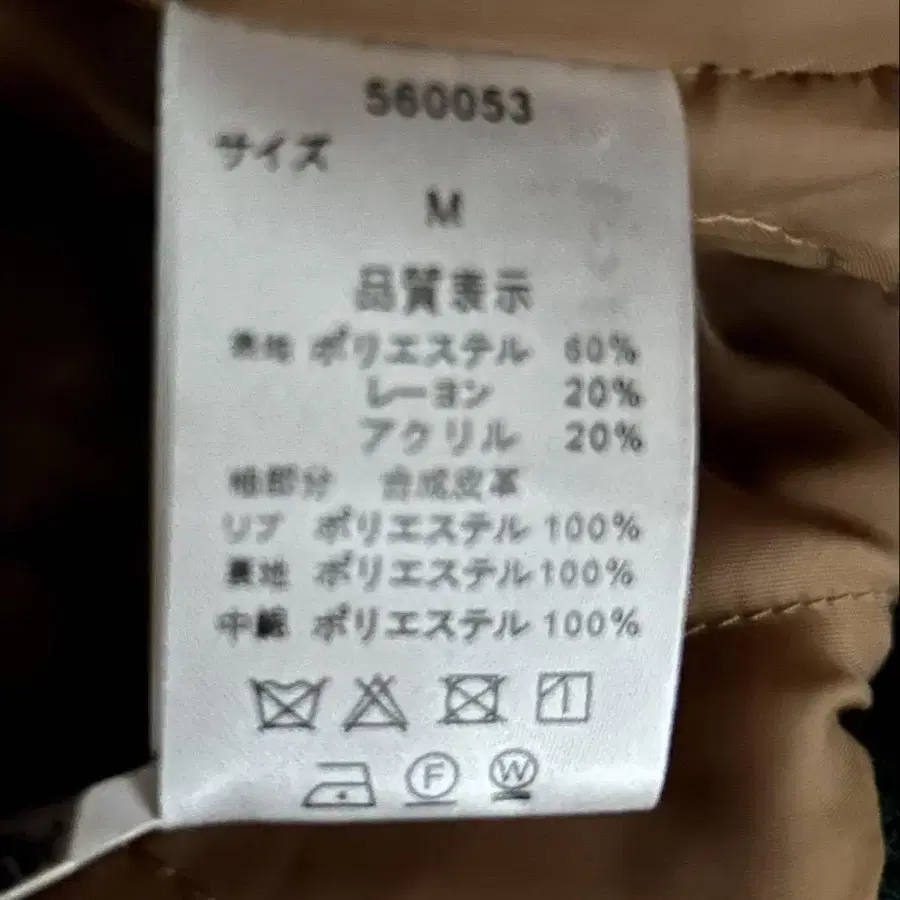 560053
サイズ
M
品質表示
表地 ポリエステル 60%
レーヨン 20%
アクリル 20%
袖部分 合成皮革
リブ ポリエステル 100%
裏地 ポリエステル 100%
中綿 ポリエステル 100%
F W